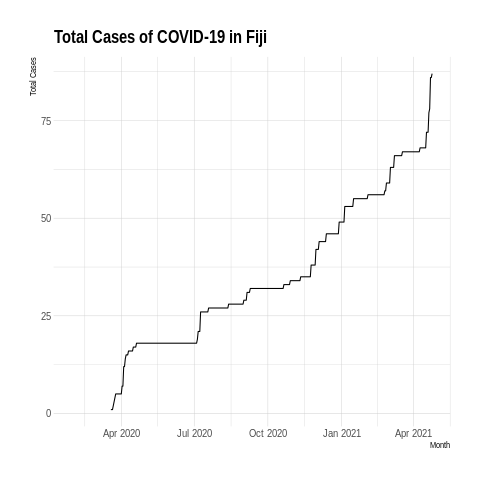 Total Cases of COVID-19 in Fiji
Total Cases
75
50
25
0
Apr 2020 Jul 2020 Oct 2020 Jan 2021 Apr 2021
Month